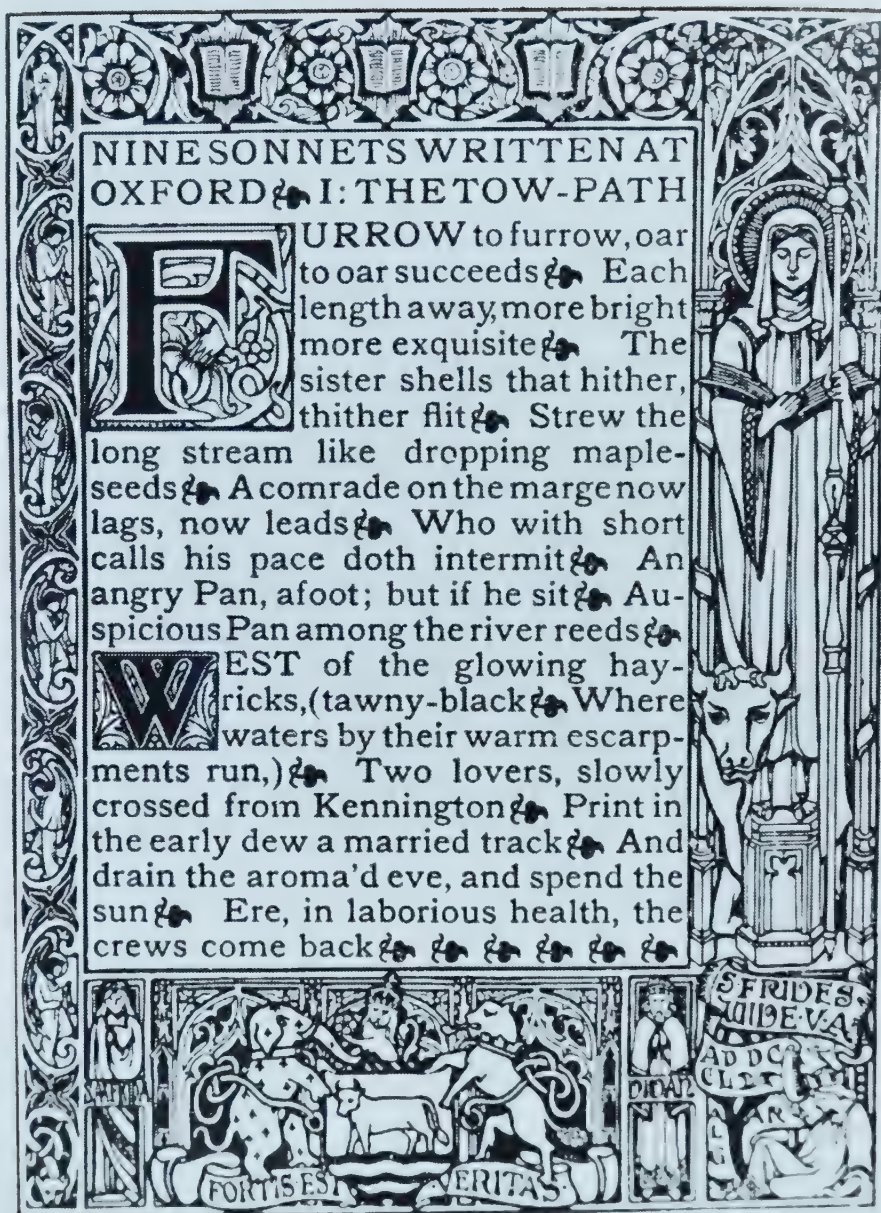 NINE SONNETS WRITTEN AT
OXFORD I: THE TOW-PATH
FURROW to furrow, oar
to oar succeeds Each
length away, more bright
more exquisite The
sister shells that hither,
thither flit Strew the
long stream like dropping maple-
seeds A comrade on the marge now
lags, now leads Who with short
calls his pace doth intermit An
angry Pan, afoot; but if he sit Au-
spicious Pan among the river reeds
WEST of the glowing hay-
ricks, (tawny-black Where
waters by their warm escarp-
ments run,) Two lovers, slowly
crossed from Kennington Print in
the early dew a married track And
drain the aroma'd eve, and spend the
sun Ere, in laborious health, the
crews come back
S FRIDES
WIDE.V.A
AD DC
DIDAN
FORTIS EST
VERITAS